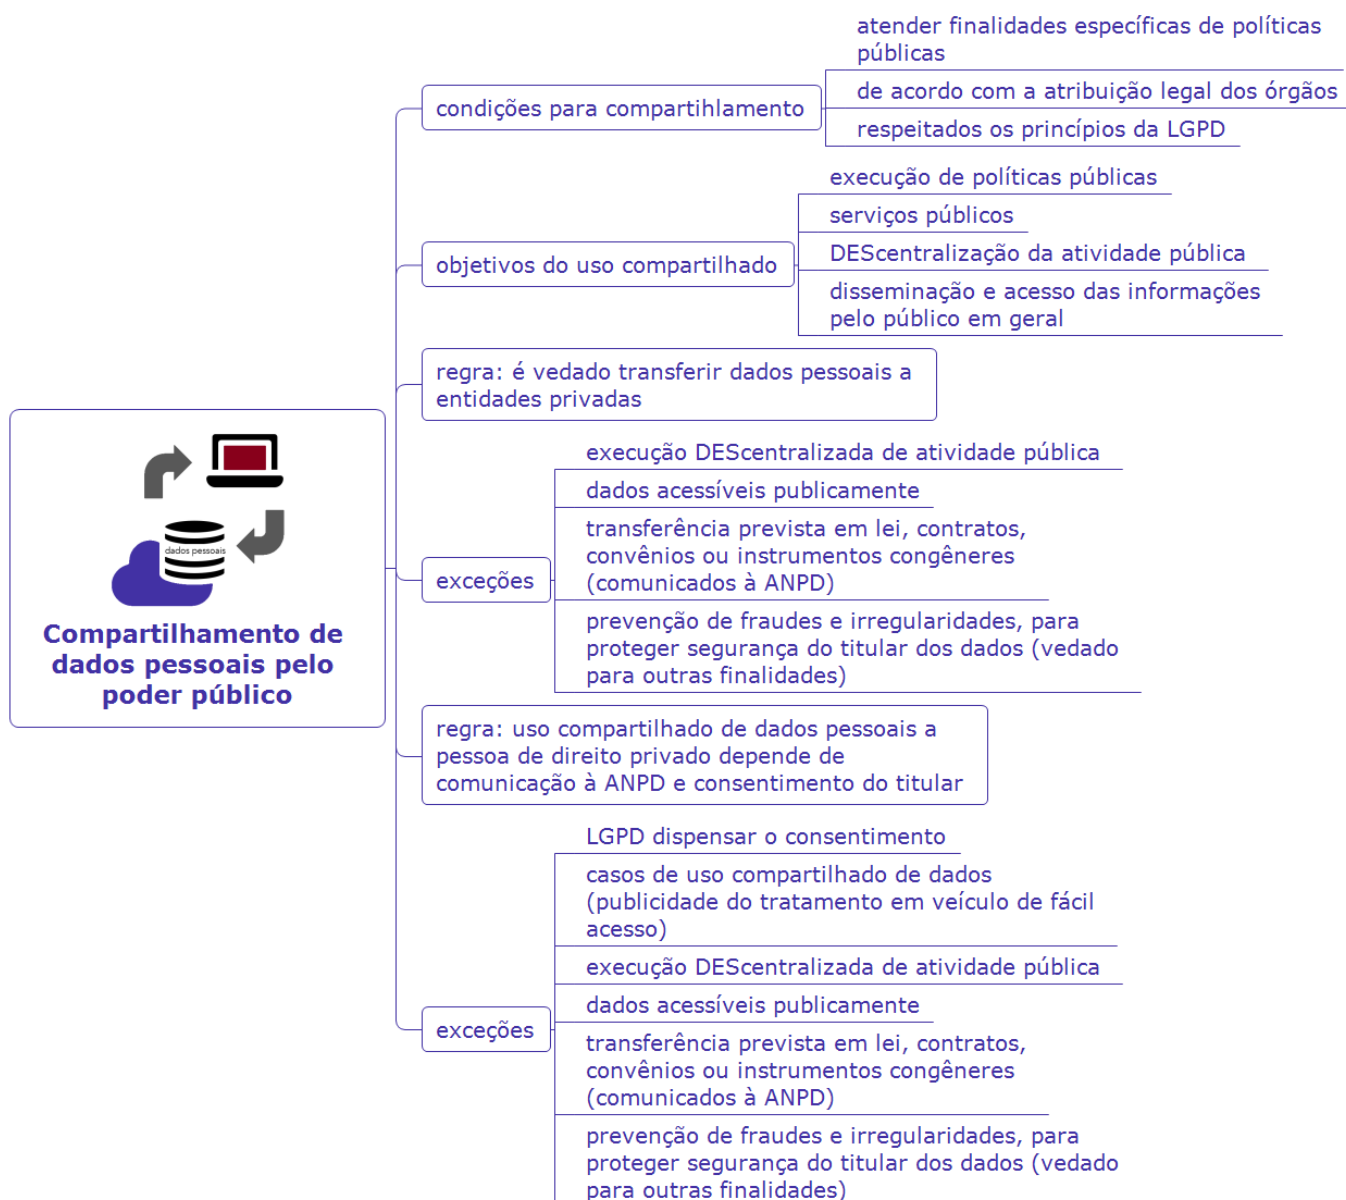 atender finalidades específicas de políticas
públicas
de acordo com a atribuição legal dos órgãos
respeitados os princípios da LGPD
condições para compartihlamento
execução de políticas públicas
serviços públicos
DEScentralização da atividade pública
disseminação e acesso das informações
pelo público em geral
objetivos do uso compartilhado
regra: é vedado transferir dados pessoais a
entidades privadas
execução DEScentralizada de atividade pública
dados acessíveis publicamente
transferência prevista em lei, contratos,
convênios ou instrumentos congêneres
(comunicados à ANPD)
prevenção de fraudes e irregularidades, para
proteger segurança do titular dos dados (vedado
para outras finalidades)
exceções
dados pessoais
Compartilhamento de
dados pessoais pelo
poder público
regra: uso compartilhado de dados pessoais a
pessoa de direito privado depende de
comunicação à ANPD e consentimento do titular
LGPD dispensar o consentimento
casos de uso compartilhado de dados
(publicidade do tratamento em veículo de fácil
acesso)
execução DEScentralizada de atividade pública
dados acessíveis publicamente
transferência prevista em lei, contratos,
convênios ou instrumentos congêneres
(comunicados à ANPD)
prevenção de fraudes e irregularidades, para
proteger segurança do titular dos dados (vedado
para outras finalidades)
exceções